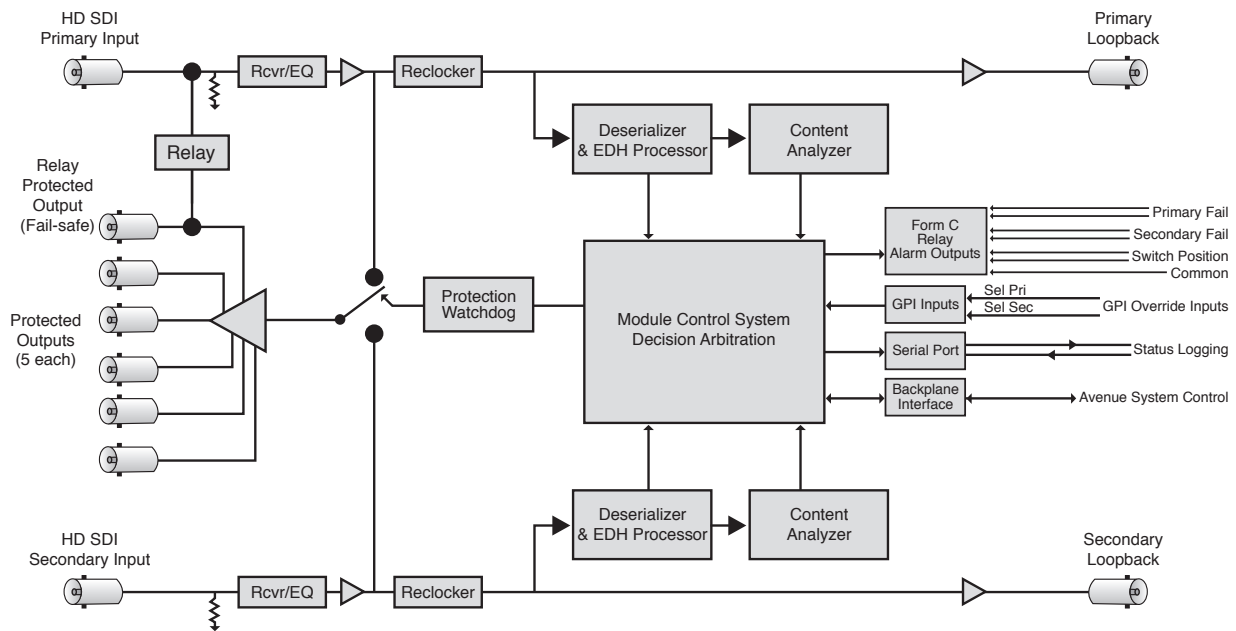 HD SDI
Primary Input
Primary
Loopback
Rcvr/EQ
Reclocker
Deserializer
& EDH Processor
Content
Analyzer
Relay
Relay
Protected
Output
(Fail-safe)
Form C
Relay
Alarm Outputs
Primary Fail
Secondary Fail
Switch Position
Common
Protection
Watchdog
Module Control System
Decision Arbitration
GPI Inputs
Sel Pri
Sel Sec
GPI Override Inputs
Protected
Outputs
(5 each)
Serial Port
Status Logging
Backplane
Interface
Avenue System Control
Deserializer
& EDH Processor
Content
Analyzer
HD SDI
Secondary Input
Secondary
Loopback
Rcvr/EQ
Reclocker